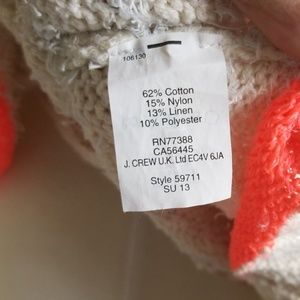 106130
62% Cotton
15% Nylon
13% Linen
10% Polyester
RN77388
CA56445
J. CREW U.K. Ltd EC4V 6JA
Style 59711
SU 13